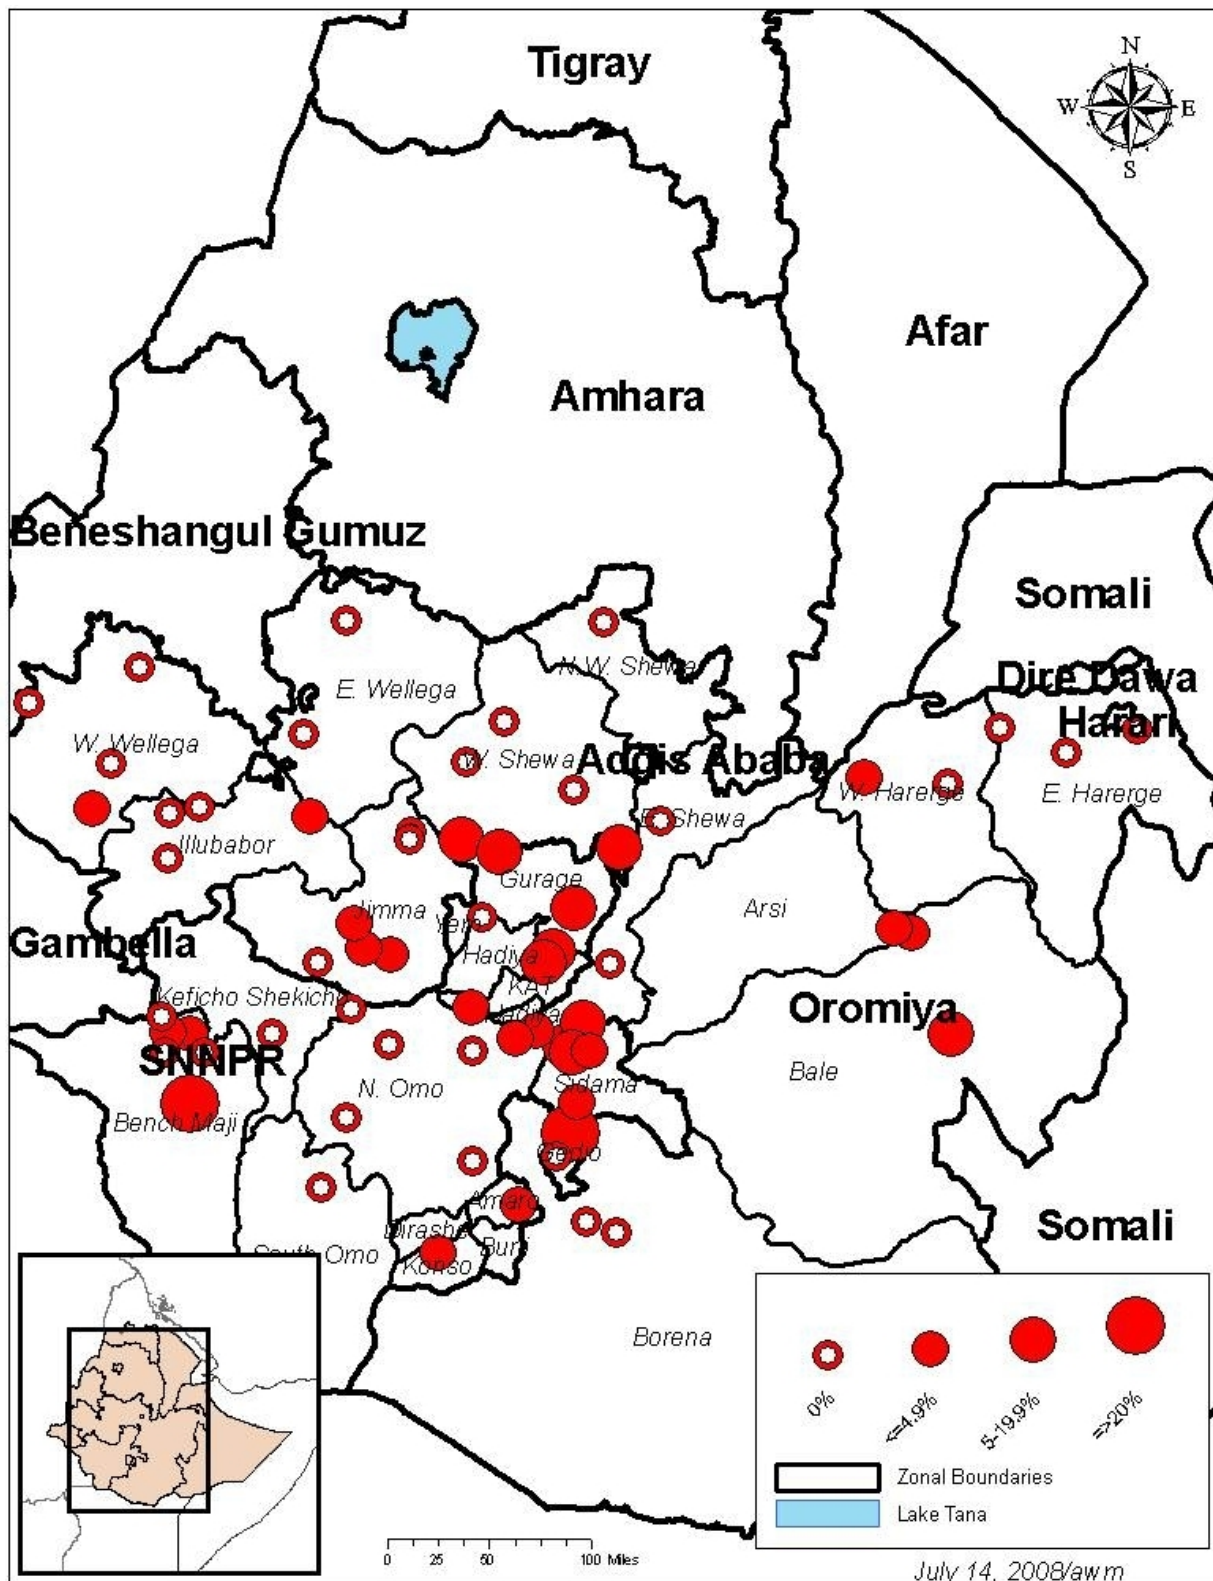 N
Tigray
W
E
S
Afar
Amhara
Beneshangul Gumuz
Somali
N.W. Shewa
E. Wellega
Dire Dawa
Harari
W. Wellega
W. Shewa
Addis Ababa
W. Harerge
E. Harerge
E. Shewa
Illubabor
Gurage
Arsi
Jimma
Yem
Gambella
Hadiya
KAT
Keficho Shekicho
Hadiya
Oromiya
SNNPR
Bale
N. Omo
Sidama
Bench Maji
Gedio
Amaro
Dirashe
Somali
South Omo
Burji
Konso
Borena
0%
<=4.9%
5-19.9%
=>20%
Zonal Boundaries
Lake Tana
0 25 50 100 Miles
July 14, 2008/awm